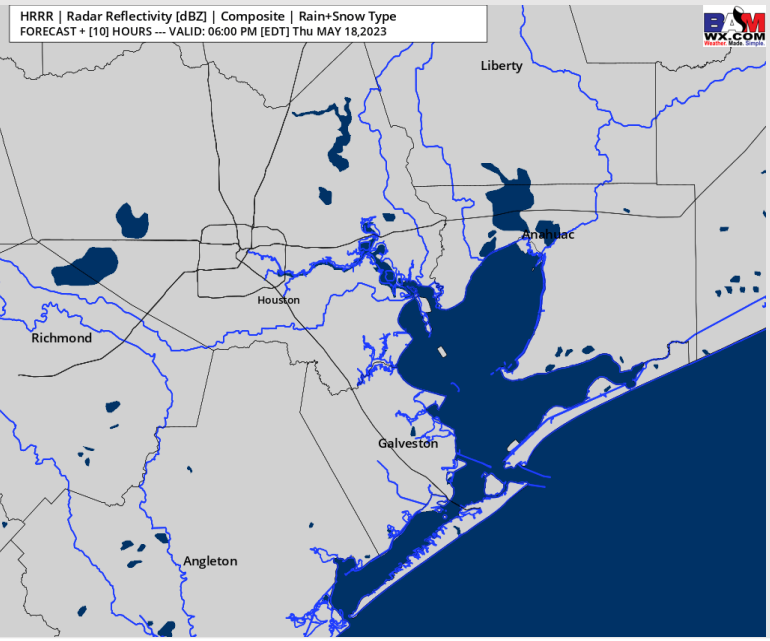 HRRR | Radar Reflectivity [dBZ] | Composite | Rain+Snow Type
FORECAST + [10] HOURS --- VALID: 06:00 PM [EDT] Thu MAY 18,2023
BAM
WX.COM
Weather. Made. Simple.
Liberty
Anahuac
Houston
Richmond
Galveston
Angleton